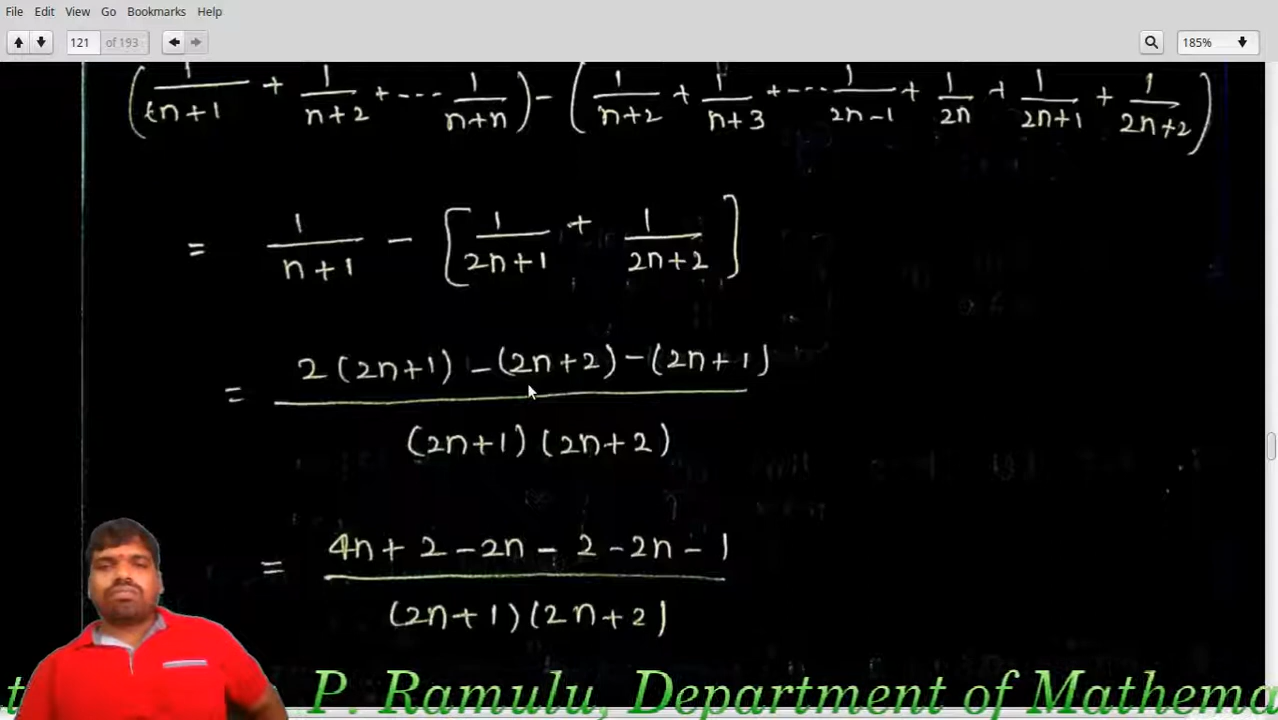 File Edit View Go Bookmarks Help
121 of 193 185%
(1/(n+1) + 1/(n+2) + ---- 1/(n+n)) - (1/(n+2) + 1/(n+3) + ---- 1/(2n-1) + 1/2n + 1/(2n+1) + 1/(2n+2))
= 1/(n+1) - [1/(2n+1) + 1/(2n+2)]
= (2(2n+1) - (2n+2) - (2n+1))/((2n+1)(2n+2))
= (4n+2-2n-2-2n-1)/((2n+1)(2n+2))
t P. Ramulu, Department of Mathema